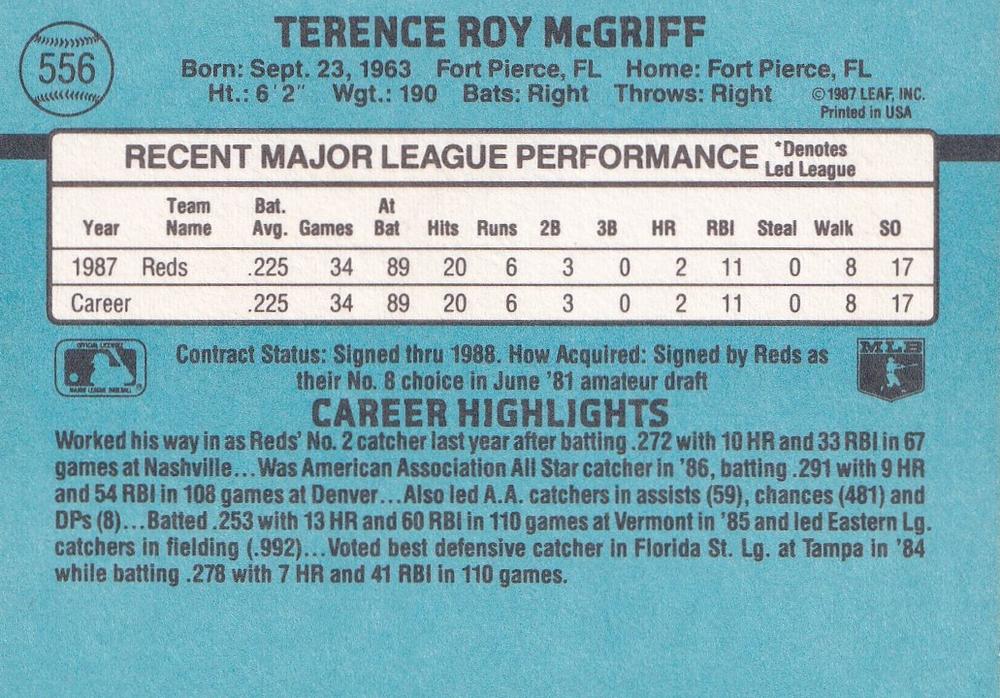 556
TERENCE ROY McGRIFF
Born: Sept. 23, 1963 Fort Pierce, FL Home: Fort Pierce, FL
Ht.: 6'2" Wgt.: 190 Bats: Right Throws: Right
©1987 LEAF, INC.
Printed in USA
RECENT MAJOR LEAGUE PERFORMANCE *Denotes
Led League
Year Team Name Bat. Avg. Games At Bat Hits Runs 2B 3B HR RBI Steal Walk SO
1987 Reds .225 34 89 20 6 3 0 2 11 0 8 17
Career .225 34 89 20 6 3 0 2 11 0 8 17
OFFICIAL LICENSEE
MAJOR LEAGUE BASEBALL
MLB
Contract Status: Signed thru 1988. How Acquired: Signed by Reds as
their No. 8 choice in June '81 amateur draft
CAREER HIGHLIGHTS
Worked his way in as Reds' No. 2 catcher last year after batting .272 with 10 HR and 33 RBI in 67
games at Nashville...Was American Association All Star catcher in '86, batting .291 with 9 HR
and 54 RBI in 108 games at Denver...Also led A.A. catchers in assists (59), chances (481) and
DPs (8)...Batted .253 with 13 HR and 60 RBI in 110 games at Vermont in '85 and led Eastern Lg.
catchers in fielding (.992)...Voted best defensive catcher in Florida St. Lg. at Tampa in '84
while batting .278 with 7 HR and 41 RBI in 110 games.